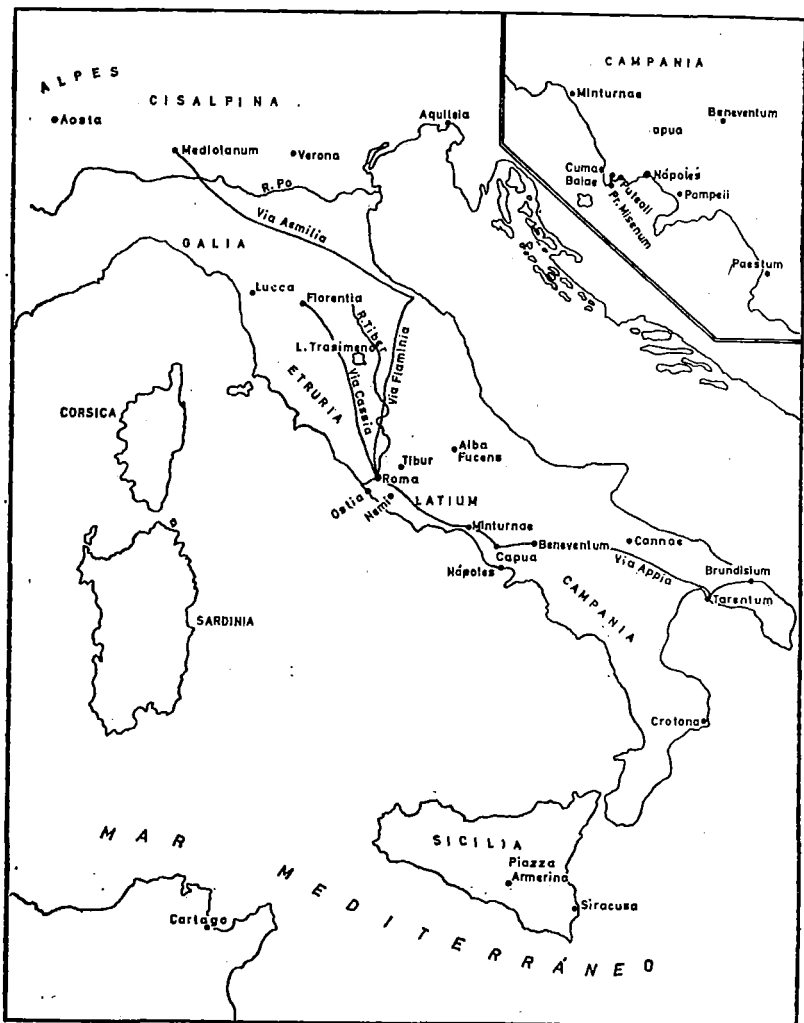 ALPES
CISALPINA
Aosta
Aquileia
Mediolanum
Verona
R. Po
Via Aemilia
GALIA
Lucca
Florentia
R. Tiber
L. Trasimeno
Via Flaminia
Via Cassia
ETRURIA
CORSICA
Alba
Fucens
Tibur
Roma
Ostia
Nemi
LATIUM
Minturnae
Cannae
Beneventum
Capua
Via Appia
Brundisium
Nápoles
Tarentum
CAMPANIA
SARDINIA
Crotona
SICILIA
Piazza
Armerina
Siracusa
Cartago
MAR MEDITERRÁNEO
CAMPANIA
Minturnae
Beneventum
apua
Cumae
Baiae
Puteoli
Nápoles
Pr. Misenum
Pompeii
Paestum